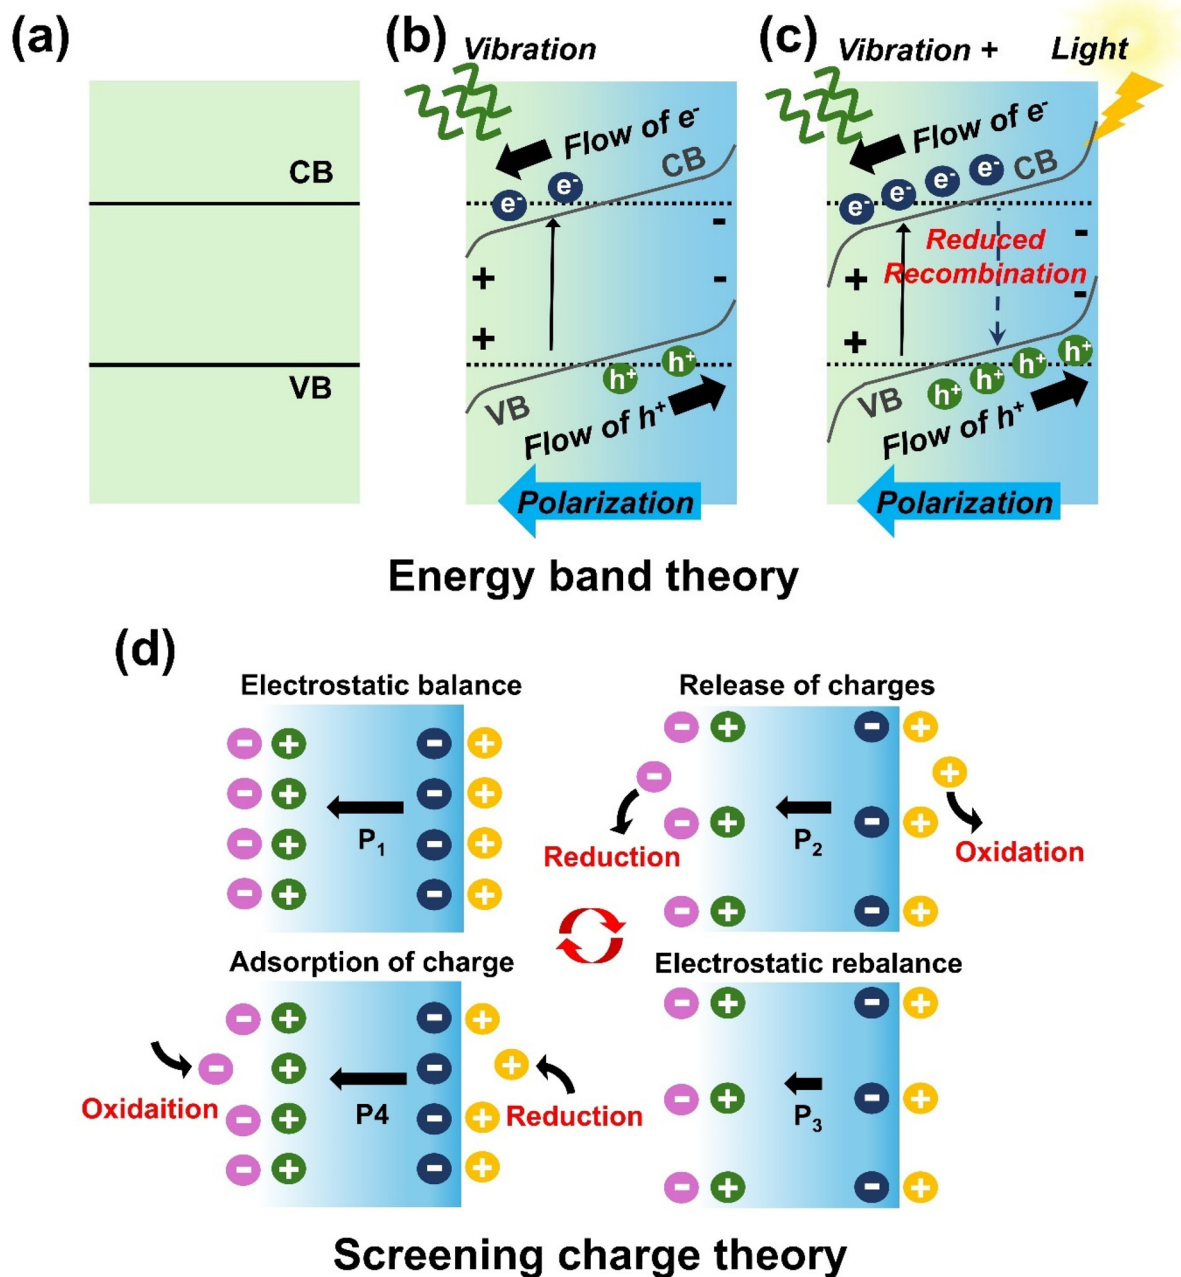 (a)
CB
VB
(b)
Vibration
Flow of e⁻
CB
e⁻ e⁻
-
+
-
+
h⁺ h⁺
VB
Flow of h⁺
Polarization
(c)
Vibration + Light
Flow of e⁻
CB
e⁻ e⁻ e⁻ e⁻
-
Reduced
+
Recombination
-
+
h⁺ h⁺ h⁺ h⁺
VB
Flow of h⁺
Polarization
Energy band theory
(d)
Electrostatic balance
- + - +
- + - +
P₁
- + - +
- + - +
Release of charges
- + - +
- +
Reduction
- + - +
P₂
Oxidation
- + - +
Adsorption of charge
- + - +
- + - +
Oxidaition
- + - +
P4
Reduction
- + - +
Electrostatic rebalance
- + - +
- + - +
P₃
- + - +
Screening charge theory